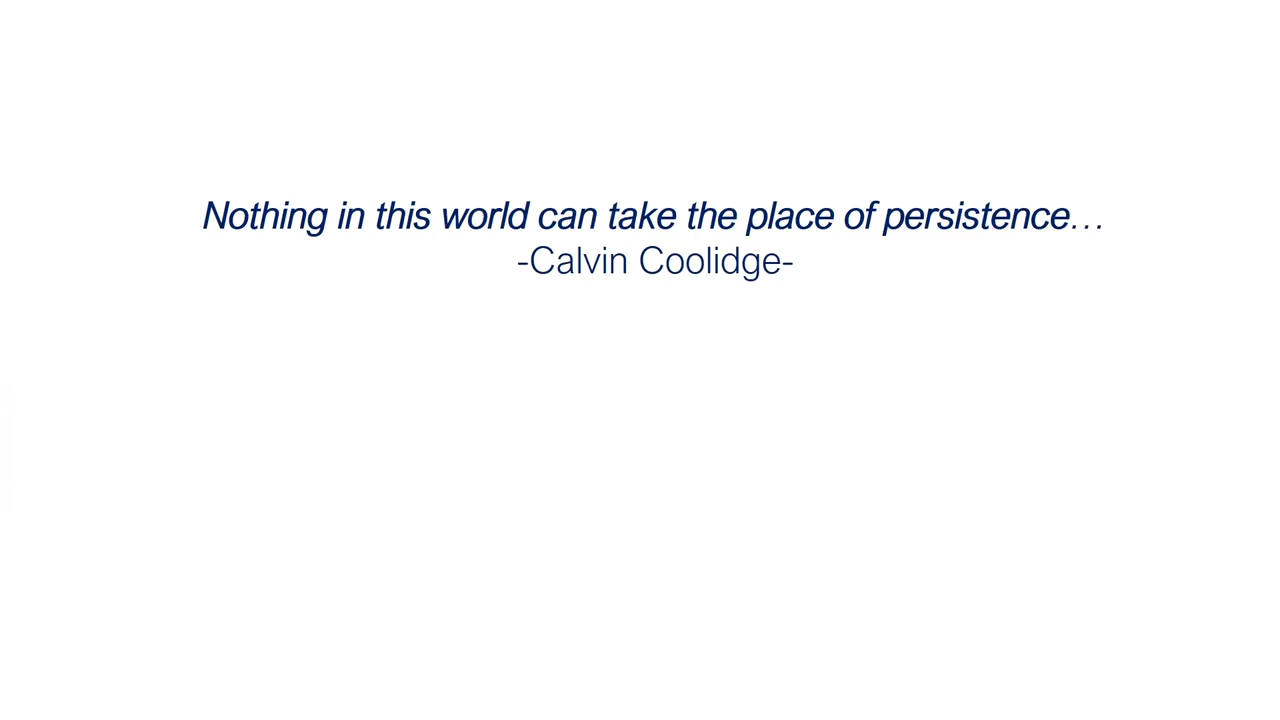 Nothing in this world can take the place of persistence…
-Calvin Coolidge-